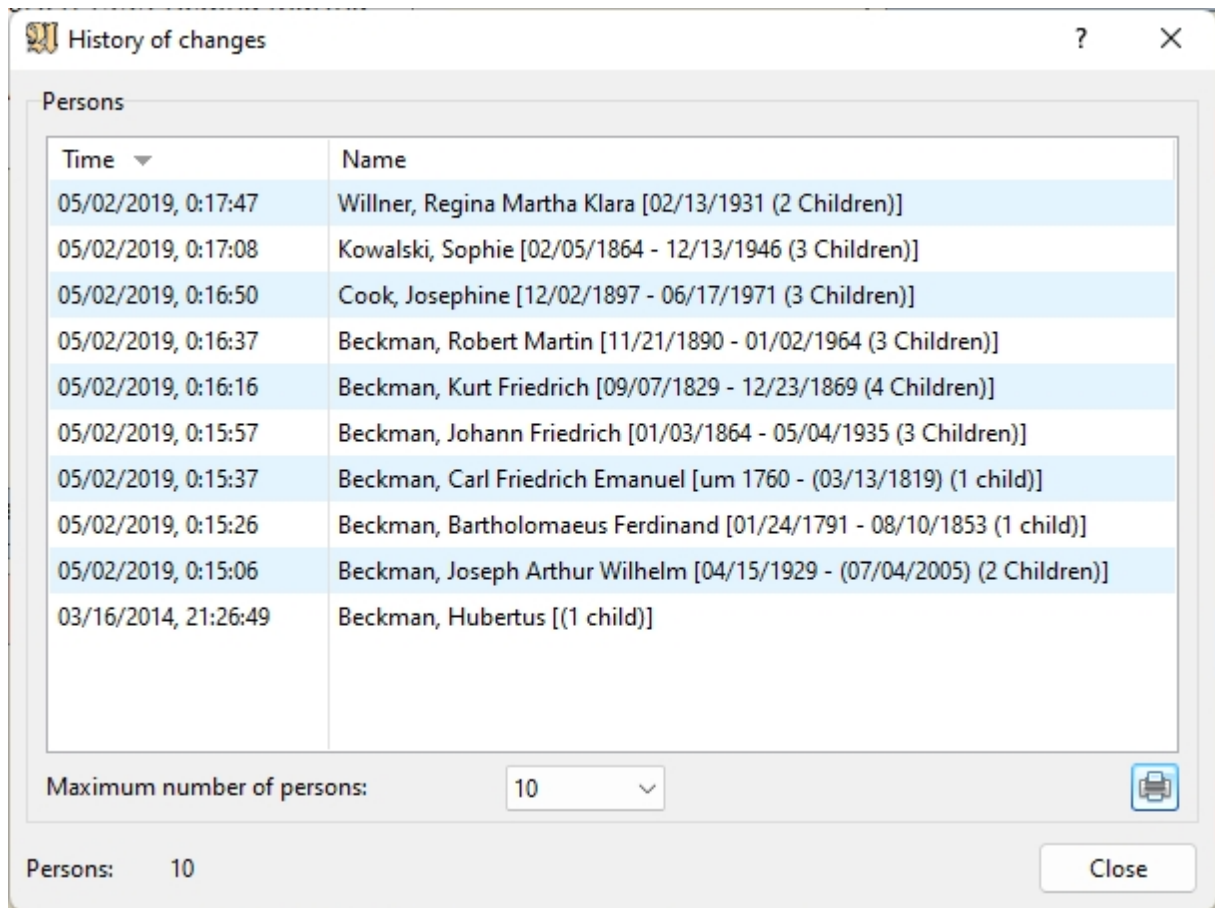 History of changes
Persons
Time Name
05/02/2019, 0:17:47 Willner, Regina Martha Klara [02/13/1931 (2 Children)]
05/02/2019, 0:17:08 Kowalski, Sophie [02/05/1864 - 12/13/1946 (3 Children)]
05/02/2019, 0:16:50 Cook, Josephine [12/02/1897 - 06/17/1971 (3 Children)]
05/02/2019, 0:16:37 Beckman, Robert Martin [11/21/1890 - 01/02/1964 (3 Children)]
05/02/2019, 0:16:16 Beckman, Kurt Friedrich [09/07/1829 - 12/23/1869 (4 Children)]
05/02/2019, 0:15:57 Beckman, Johann Friedrich [01/03/1864 - 05/04/1935 (3 Children)]
05/02/2019, 0:15:37 Beckman, Carl Friedrich Emanuel [um 1760 - (03/13/1819) (1 child)]
05/02/2019, 0:15:26 Beckman, Bartholomaeus Ferdinand [01/24/1791 - 08/10/1853 (1 child)]
05/02/2019, 0:15:06 Beckman, Joseph Arthur Wilhelm [04/15/1929 - (07/04/2005) (2 Children)]
03/16/2014, 21:26:49 Beckman, Hubertus [(1 child)]
Maximum number of persons: 10
Persons: 10
Close